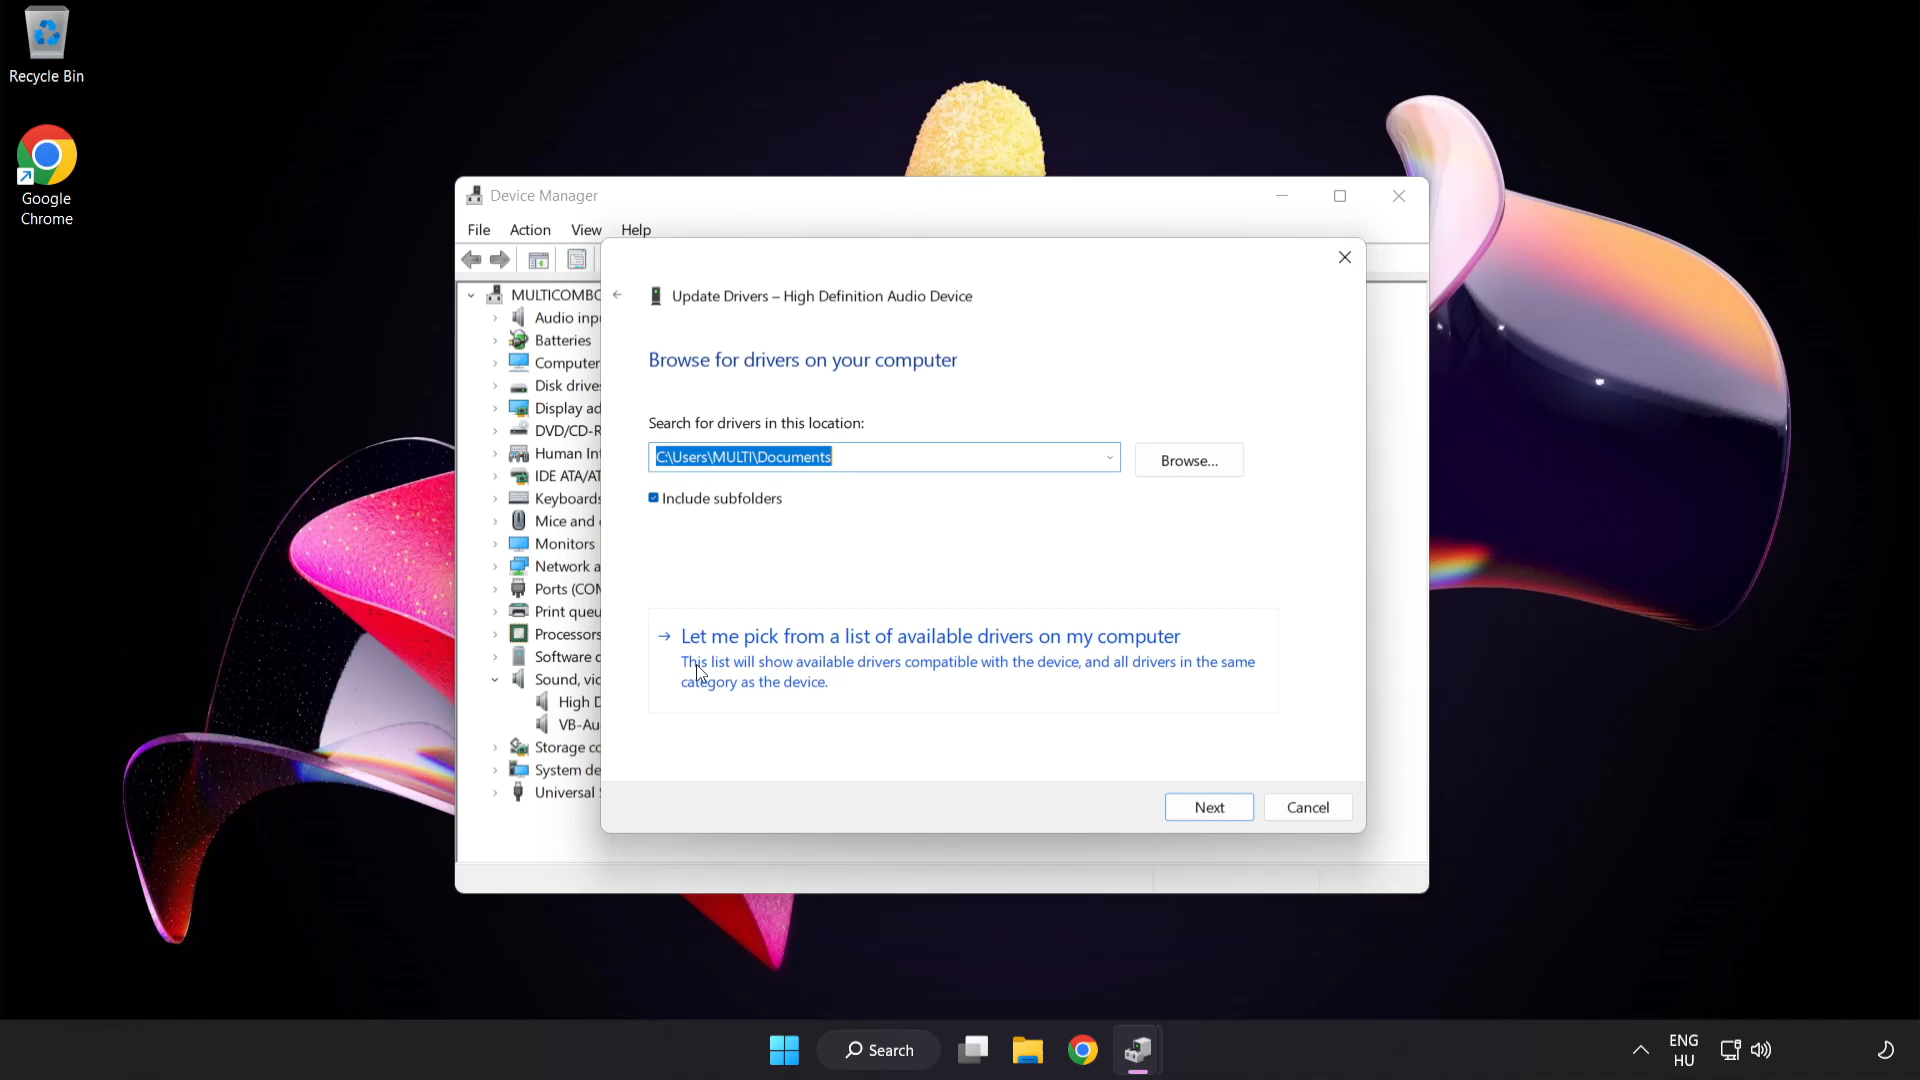 Recycle Bin
Google
Chrome
Device Manager
File Action View Help
MULTICOMBO
Audio inpu
Batteries
Computer
Disk drives
Display ad
DVD/CD-R
Human Int
IDE ATA/AT
Keyboards
Mice and
Monitors
Network a
Ports (COM
Print queu
Processors
Software d
Sound, vid
High D
VB-Au
Storage co
System de
Universal
Update Drivers – High Definition Audio Device
Browse for drivers on your computer
Search for drivers in this location:
C:\Users\MULTI\Documents
Browse...
Include subfolders
Let me pick from a list of available drivers on my computer
This list will show available drivers compatible with the device, and all drivers in the same
category as the device.
Next
Cancel
Search
ENG
HU